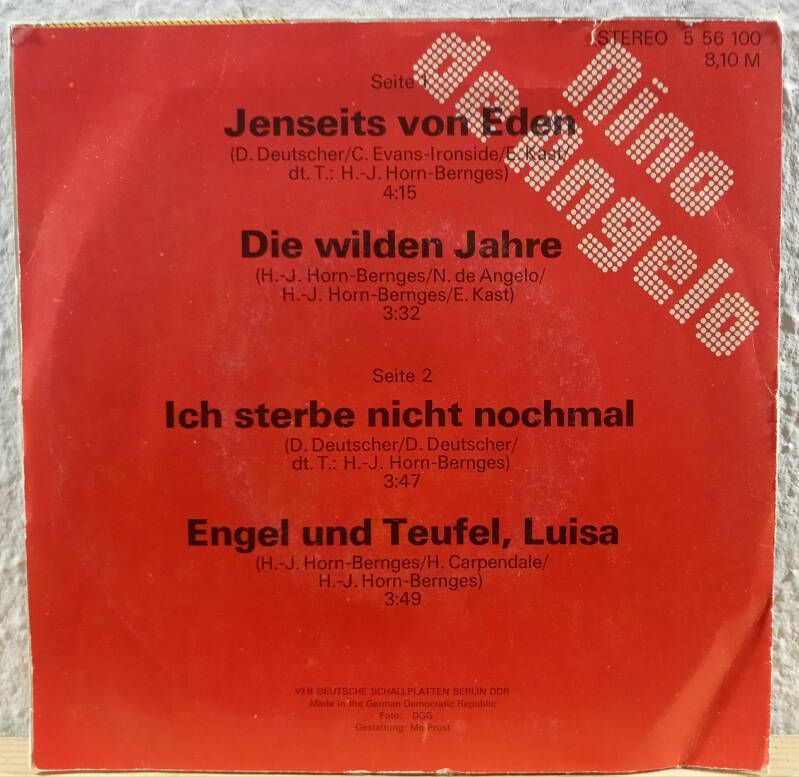 STEREO 5 56 100
8,10 M
nino
de angelo
Seite 1
Jenseits von Eden
(D. Deutscher/C. Evans-Ironside/E. Kast/
dt. T.: H.-J. Horn-Bernges)
4:15
Die wilden Jahre
(H.-J. Horn-Bernges/N. de Angelo/
H.-J. Horn-Bernges/E. Kast)
3:32
Seite 2
Ich sterbe nicht nochmal
(D. Deutscher/D. Deutscher/
dt. T.: H.-J. Horn-Bernges)
3:47
Engel und Teufel, Luisa
(H.-J. Horn-Bernges/H. Carpendale/
H.-J. Horn-Bernges)
3:49
VEB DEUTSCHE SCHALLPLATTEN BERLIN DDR
Made in the German Democratic Republic
Foto: DGG
Gestaltung: Mo Prust